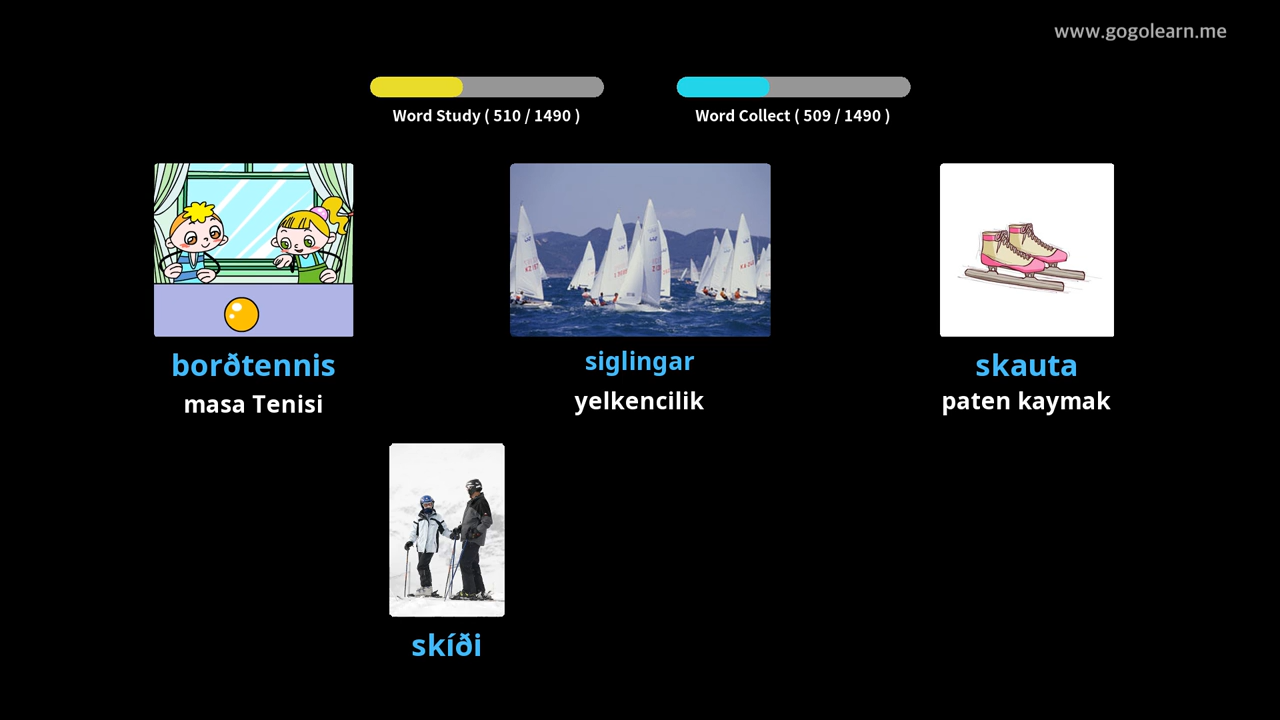 www.gogolearn.me
Word Study ( 510 / 1490 )
Word Collect ( 509 / 1490 )
borðtennis
masa Tenisi
siglingar
yelkencilik
skauta
paten kaymak
skíði